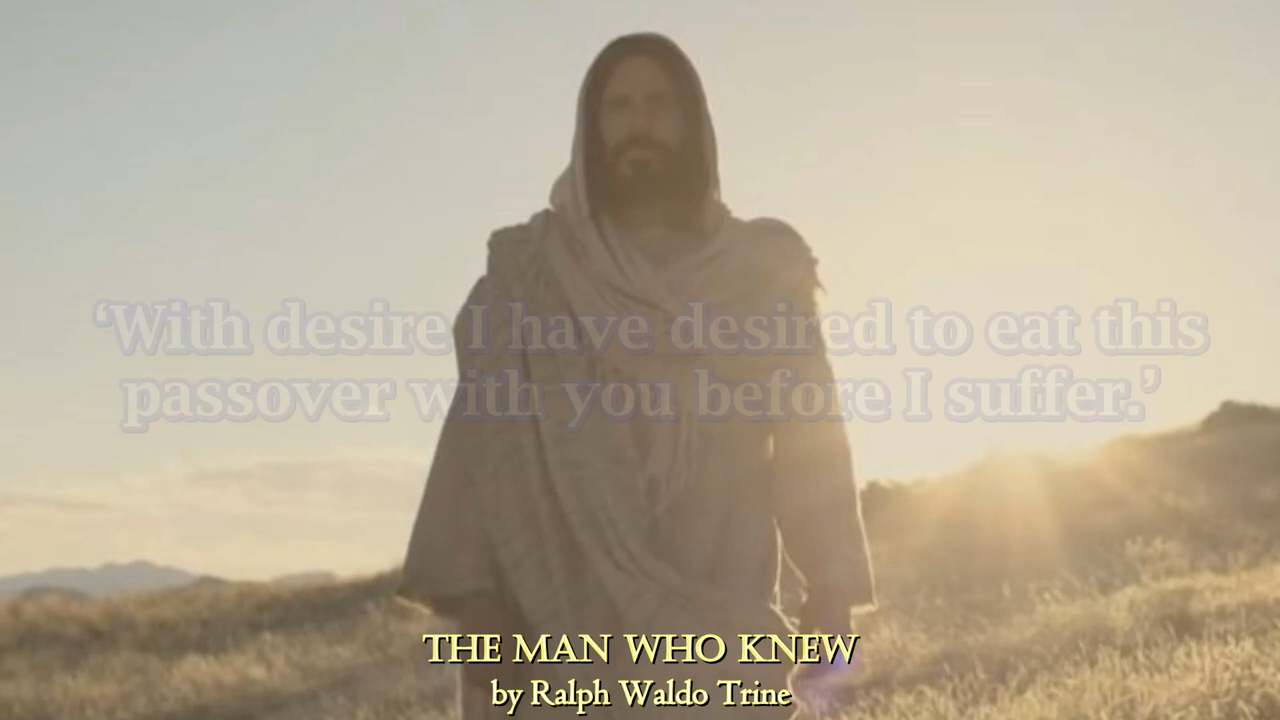 ‘With desire I have desired to eat this
passover with you before I suffer.’
THE MAN WHO KNEW
by Ralph Waldo Trine